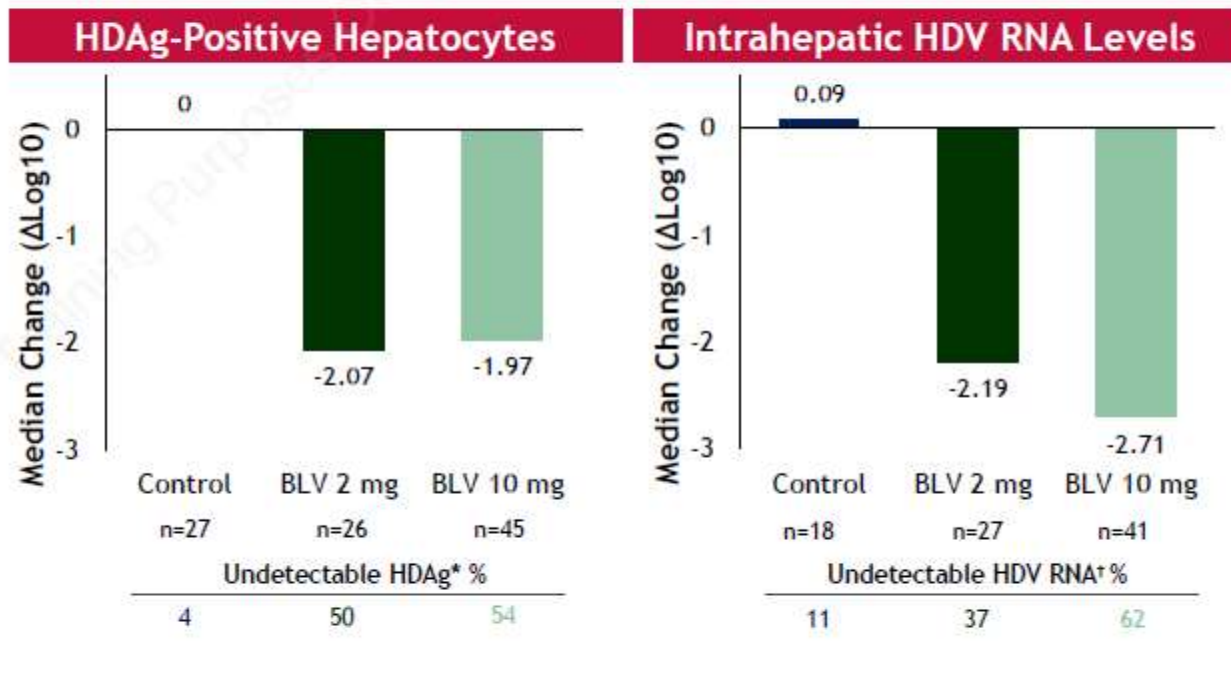 HDAg-Positive Hepatocytes
Median Change (ΔLog10)
0
-1
-2
-3
0
-2.07
-1.97
Control BLV 2 mg BLV 10 mg
n=27 n=26 n=45
Undetectable HDAg* %
4 50 54
Intrahepatic HDV RNA Levels
Median Change (ΔLog10)
0
-1
-2
-3
0.09
-2.19
-2.71
Control BLV 2 mg BLV 10 mg
n=18 n=27 n=41
Undetectable HDV RNA† %
11 37 62
ining Purposes